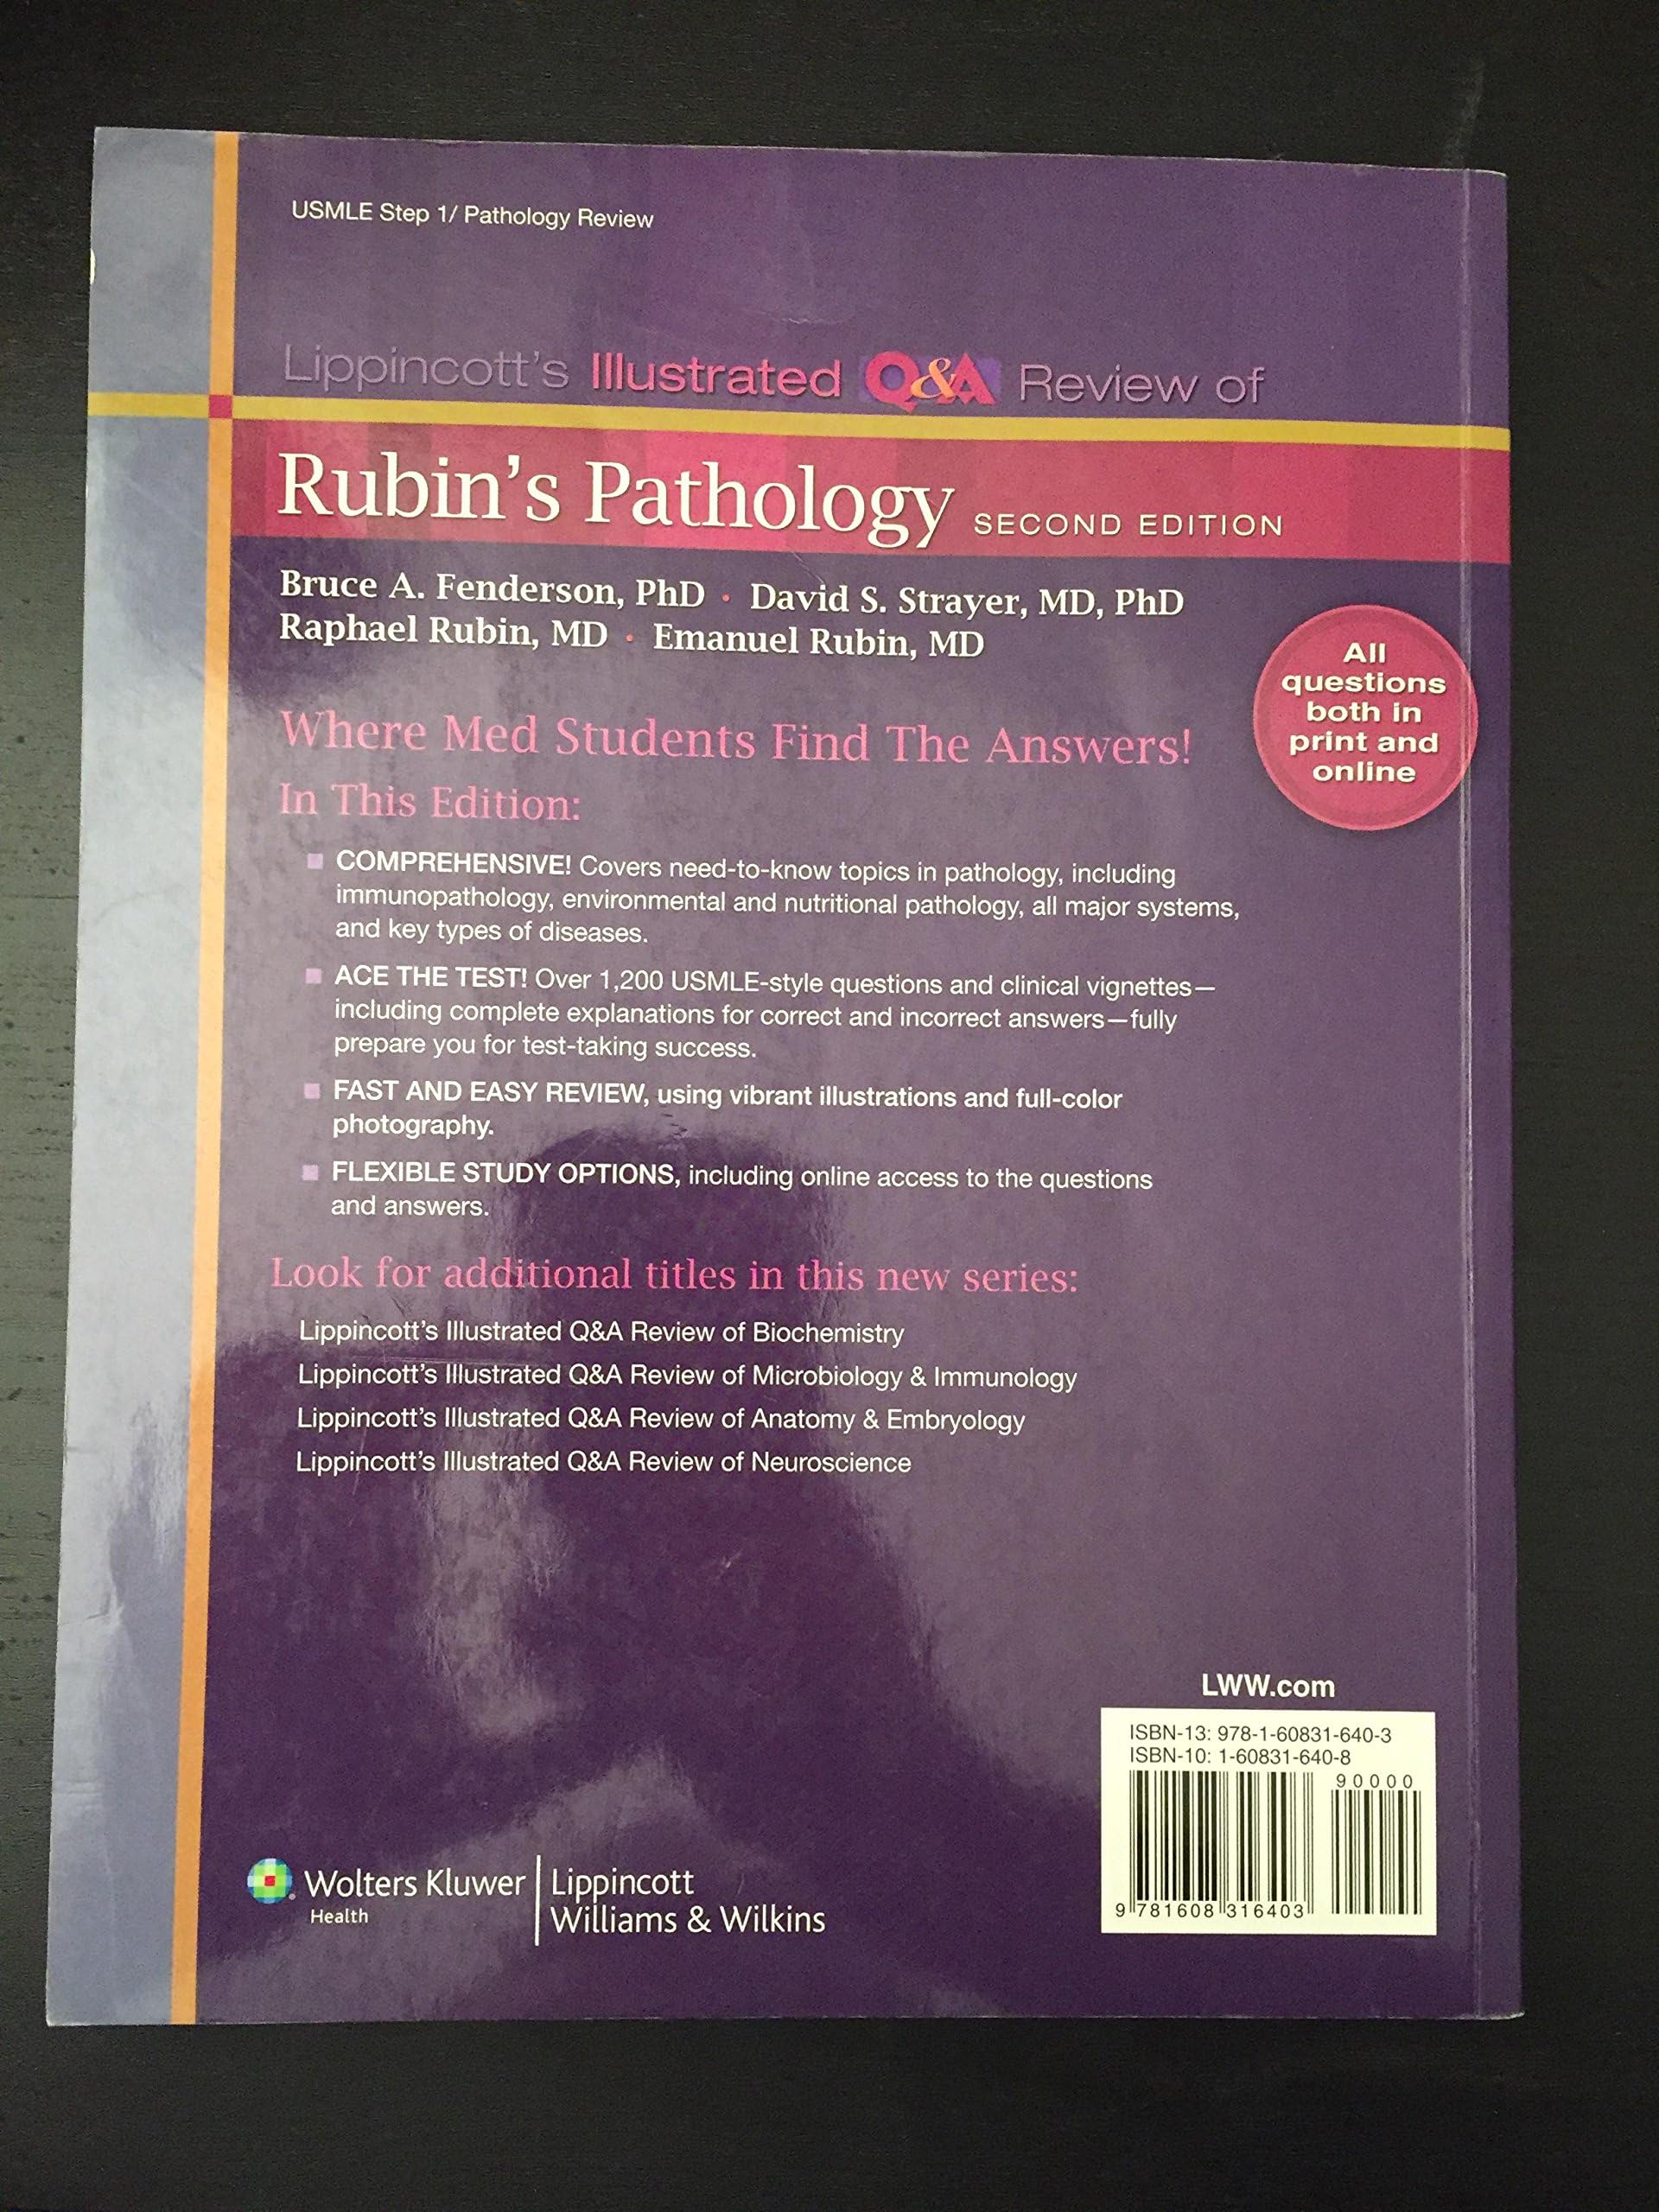 USMLE Step 1/ Pathology Review
Lippincott's Illustrated Q&A Review of
Rubin's Pathology SECOND EDITION
Bruce A. Fenderson, PhD · David S. Strayer, MD, PhD
Raphael Rubin, MD · Emanuel Rubin, MD
All
questions
both in
print and
online
Where Med Students Find The Answers!
In This Edition:
■ COMPREHENSIVE! Covers need-to-know topics in pathology, including
immunopathology, environmental and nutritional pathology, all major systems,
and key types of diseases.
■ ACE THE TEST! Over 1,200 USMLE-style questions and clinical vignettes—
including complete explanations for correct and incorrect answers—fully
prepare you for test-taking success.
■ FAST AND EASY REVIEW, using vibrant illustrations and full-color
photography.
■ FLEXIBLE STUDY OPTIONS, including online access to the questions
and answers.
Look for additional titles in this new series:
Lippincott's Illustrated Q&A Review of Biochemistry
Lippincott's Illustrated Q&A Review of Microbiology & Immunology
Lippincott's Illustrated Q&A Review of Anatomy & Embryology
Lippincott's Illustrated Q&A Review of Neuroscience
LWW.com
ISBN-13: 978-1-60831-640-3
ISBN-10: 1-60831-640-8
90000
9 781608 316403
Wolters Kluwer
Health
Lippincott
Williams & Wilkins